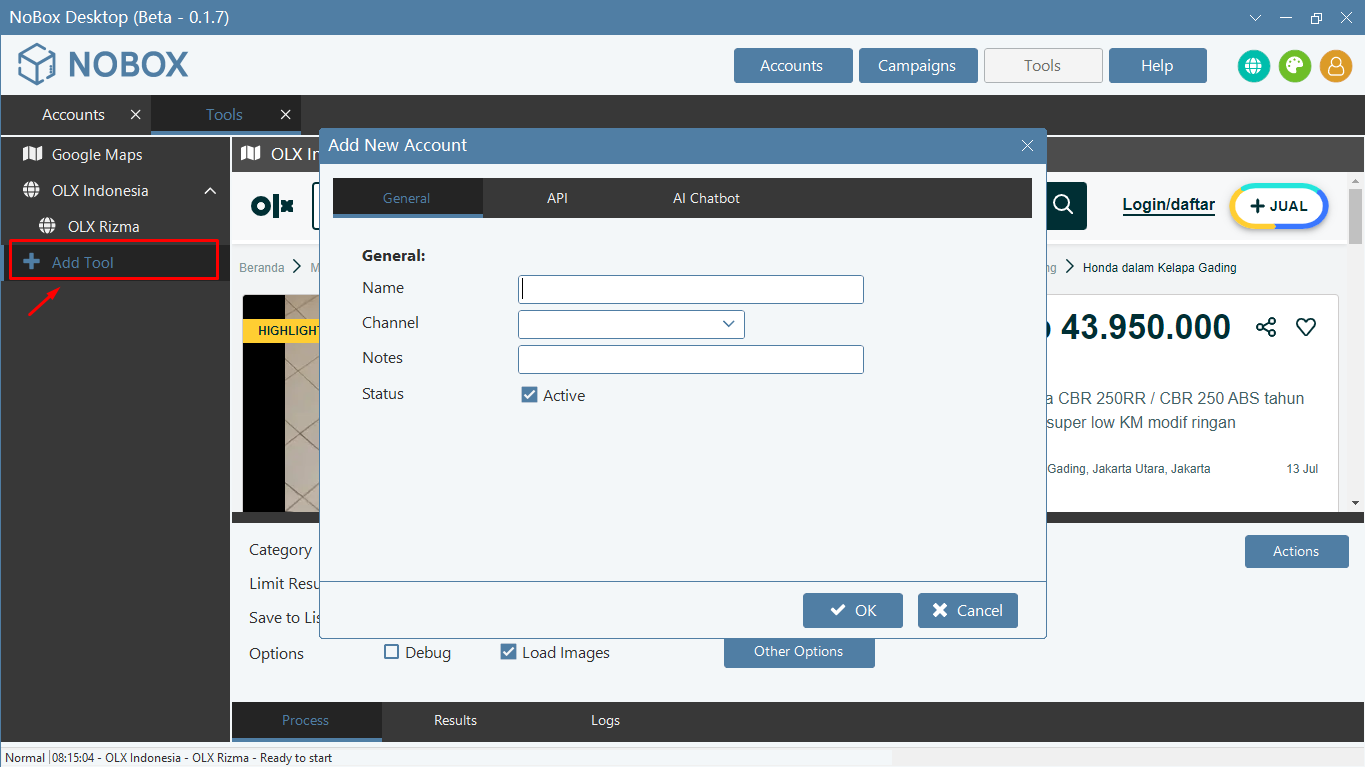 NoBox Desktop (Beta - 0.1.7)
NOBOX
Accounts
Campaigns
Tools
Help
Accounts
Tools
Google Maps
OLX Indonesia
OLX Rizma
Add Tool
OLX In
Add New Account
General
API
AI Chatbot
General:
Name
Channel
Notes
Status
Active
OK
Cancel
olx
Login/daftar
+ JUAL
Beranda
M
ng
Honda dalam Kelapa Gading
HIGHLIGHT
43.950.000
a CBR 250RR / CBR 250 ABS tahun
super low KM modif ringan
Gading, Jakarta Utara, Jakarta
13 Jul
Category
Limit Resu
Save to Lis
Options
Debug
Load Images
Other Options
Actions
Process
Results
Logs
Normal
08:15:04 - OLX Indonesia - OLX Rizma - Ready to start